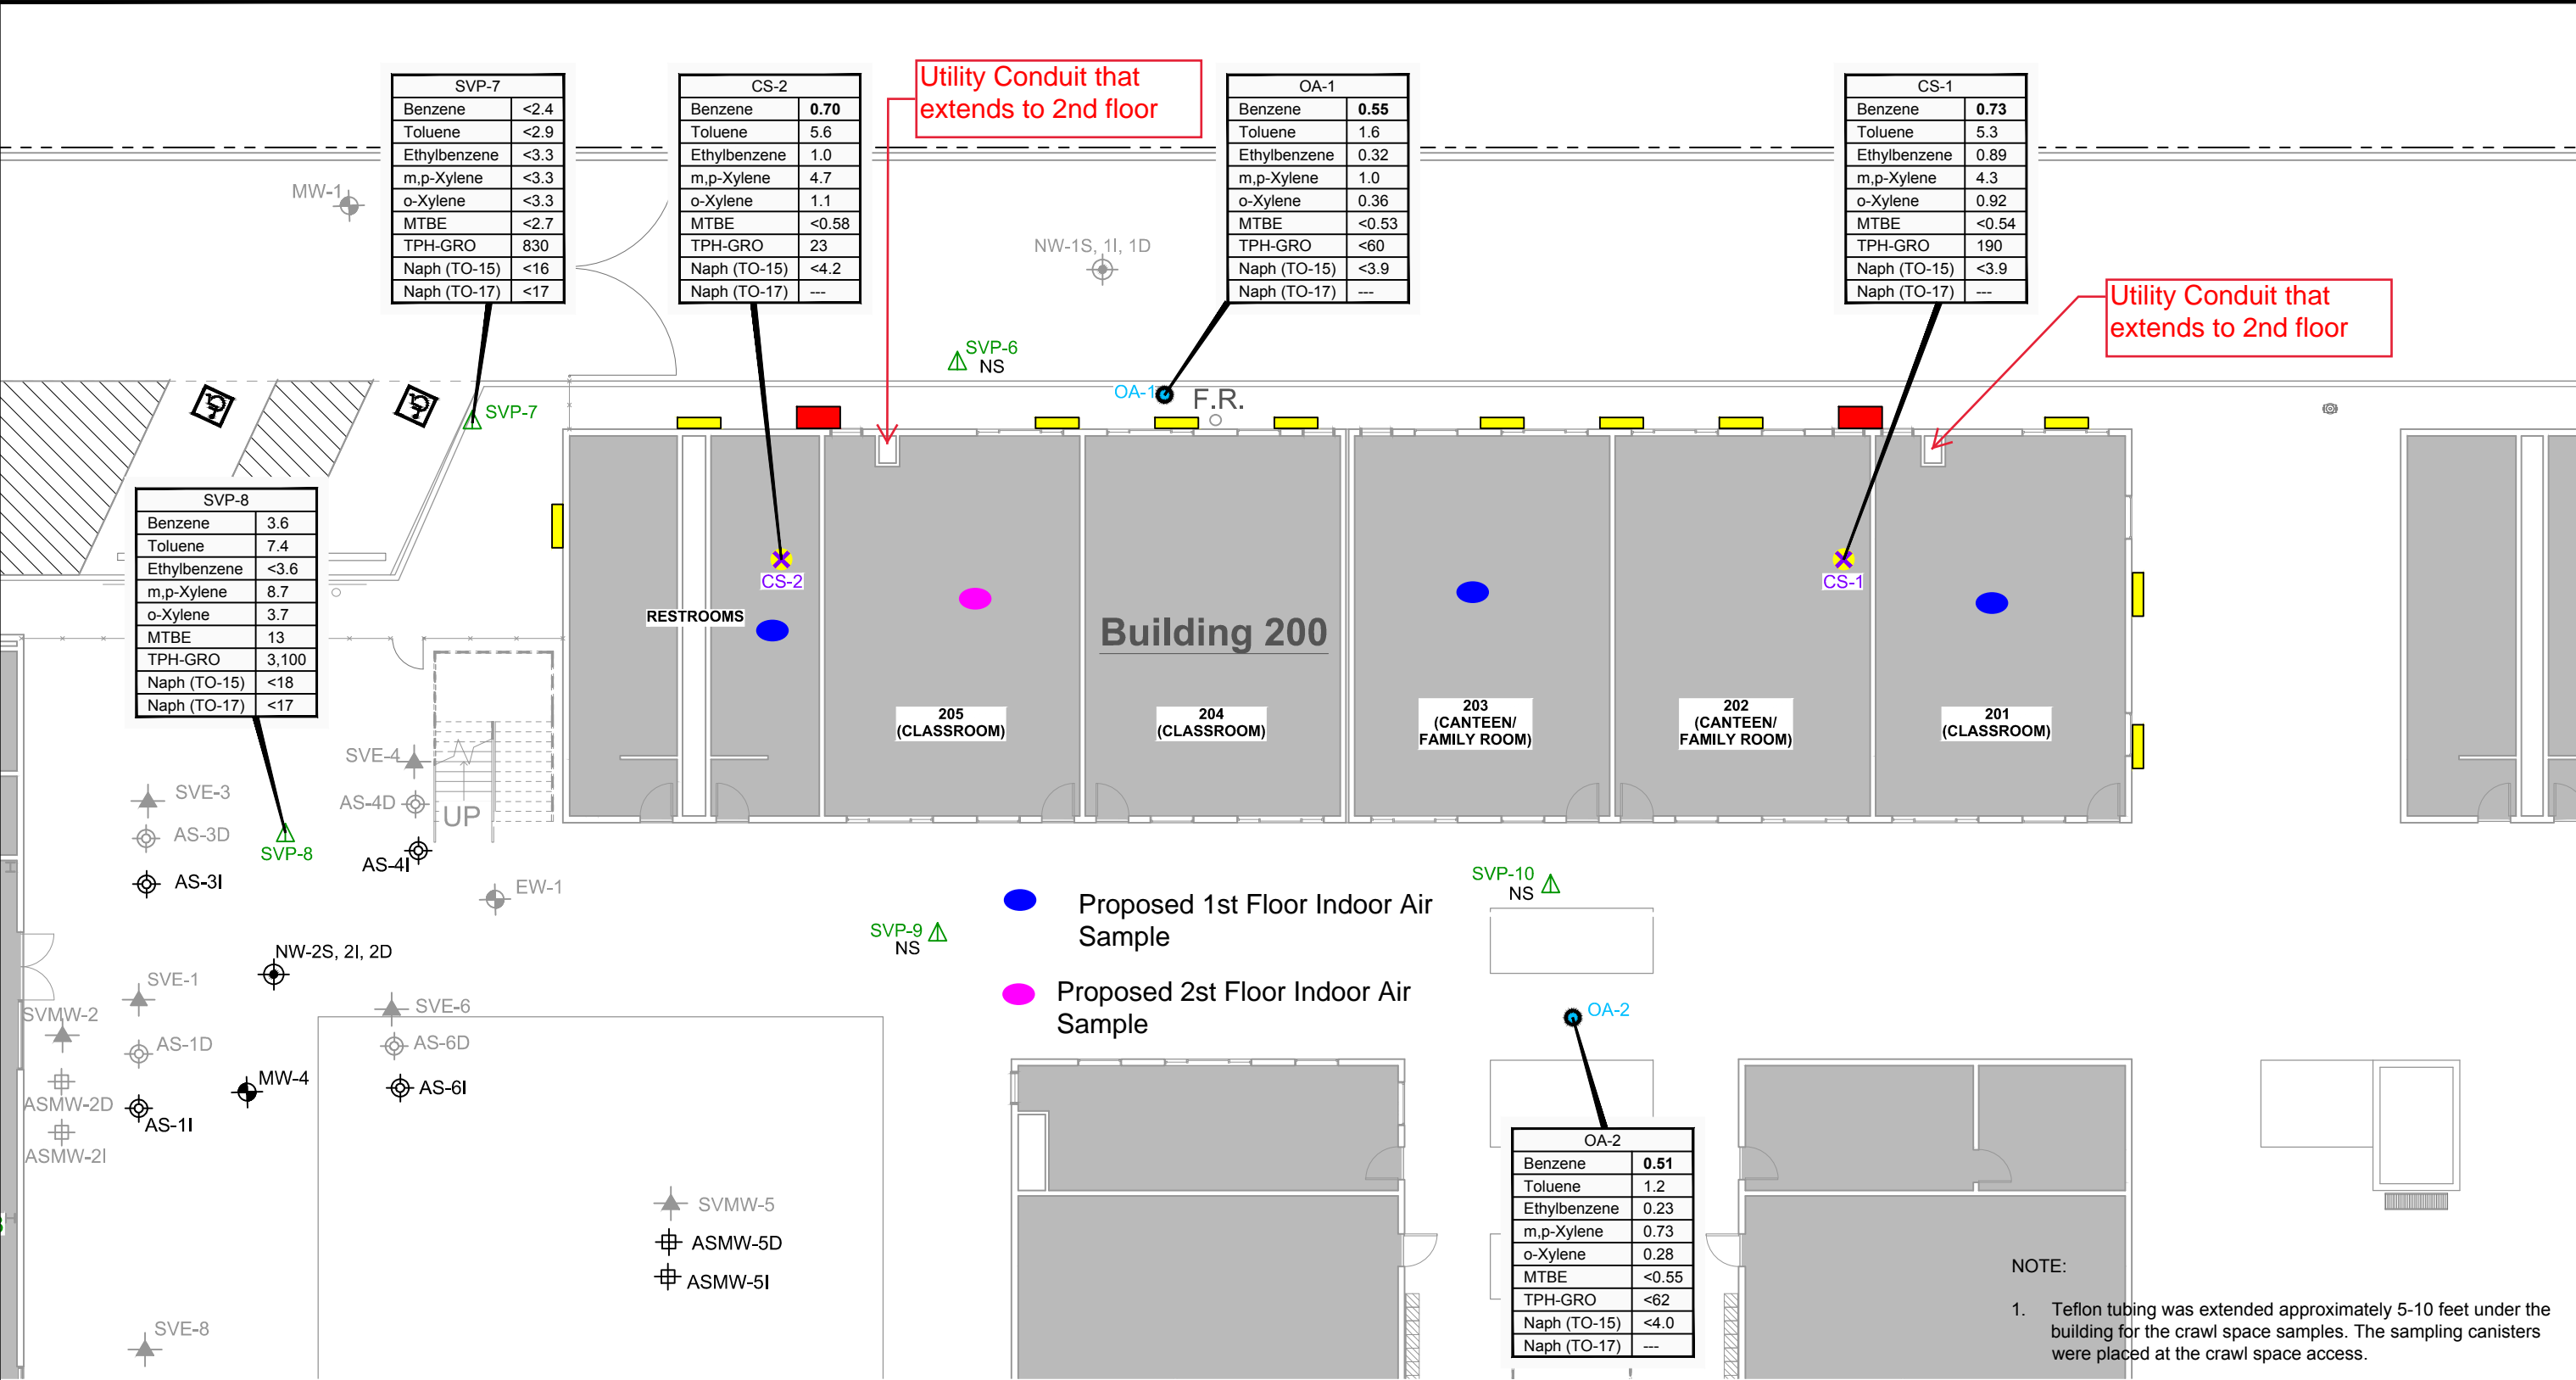 SVP-7
Benzene <2.4
Toluene <2.9
Ethylbenzene <3.3
m,p-Xylene <3.3
o-Xylene <3.3
MTBE <2.7
TPH-GRO 830
Naph (TO-15) <16
Naph (TO-17) <17
CS-2
Benzene 0.70
Toluene 5.6
Ethylbenzene 1.0
m,p-Xylene 4.7
o-Xylene 1.1
MTBE <0.58
TPH-GRO 23
Naph (TO-15) <4.2
Naph (TO-17) ---
Utility Conduit that
extends to 2nd floor
OA-1
Benzene 0.55
Toluene 1.6
Ethylbenzene 0.32
m,p-Xylene 1.0
o-Xylene 0.36
MTBE <0.53
TPH-GRO <60
Naph (TO-15) <3.9
Naph (TO-17) ---
CS-1
Benzene 0.73
Toluene 5.3
Ethylbenzene 0.89
m,p-Xylene 4.3
o-Xylene 0.92
MTBE <0.54
TPH-GRO 190
Naph (TO-15) <3.9
Naph (TO-17) ---
Utility Conduit that
extends to 2nd floor
MW-1
NW-1S, 1I, 1D
SVP-6
NS
OA-1
F.R.
SVP-7
SVP-8
Benzene 3.6
Toluene 7.4
Ethylbenzene <3.6
m,p-Xylene 8.7
o-Xylene 3.7
MTBE 13
TPH-GRO 3,100
Naph (TO-15) <18
Naph (TO-17) <17
CS-2
CS-1
RESTROOMS
Building 200
205
(CLASSROOM)
204
(CLASSROOM)
203
(CANTEEN/
FAMILY ROOM)
202
(CANTEEN/
FAMILY ROOM)
201
(CLASSROOM)
SVE-4
SVE-3
AS-4D
UP
AS-3D
SVP-8
AS-4I
AS-3I
EW-1
SVP-10
NS
Proposed 1st Floor Indoor Air
Sample
SVP-9
NS
NW-2S, 2I, 2D
SVE-1
Proposed 2st Floor Indoor Air
Sample
SVE-6
SVMW-2
OA-2
AS-1D
AS-6D
MW-4
AS-6I
ASMW-2D
AS-1I
ASMW-2I
OA-2
Benzene 0.51
Toluene 1.2
Ethylbenzene 0.23
m,p-Xylene 0.73
o-Xylene 0.28
MTBE <0.55
TPH-GRO <62
Naph (TO-15) <4.0
Naph (TO-17) ---
SVMW-5
ASMW-5D
ASMW-5I
SVE-8
NOTE:
1. Teflon tubing was extended approximately 5-10 feet under the
building for the crawl space samples. The sampling canisters
were placed at the crawl space access.